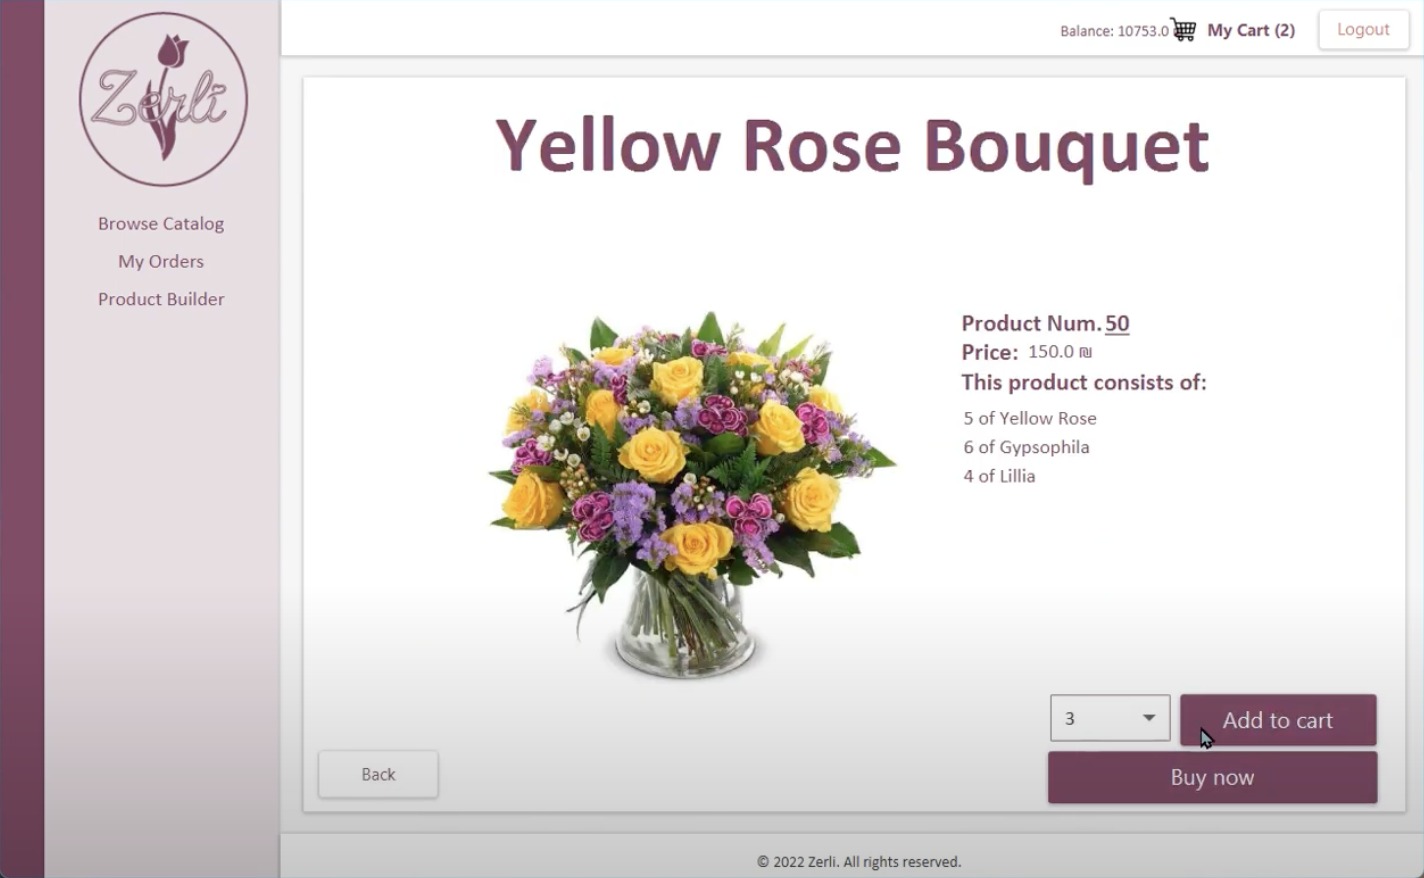 Zerli
Balance: 10753.0
My Cart (2)
Logout
Browse Catalog
My Orders
Product Builder
Yellow Rose Bouquet
Product Num. 50
Price: 150.0 ₪
This product consists of:
5 of Yellow Rose
6 of Gypsophila
4 of Lillia
3
Add to cart
Buy now
Back
© 2022 Zerli. All rights reserved.